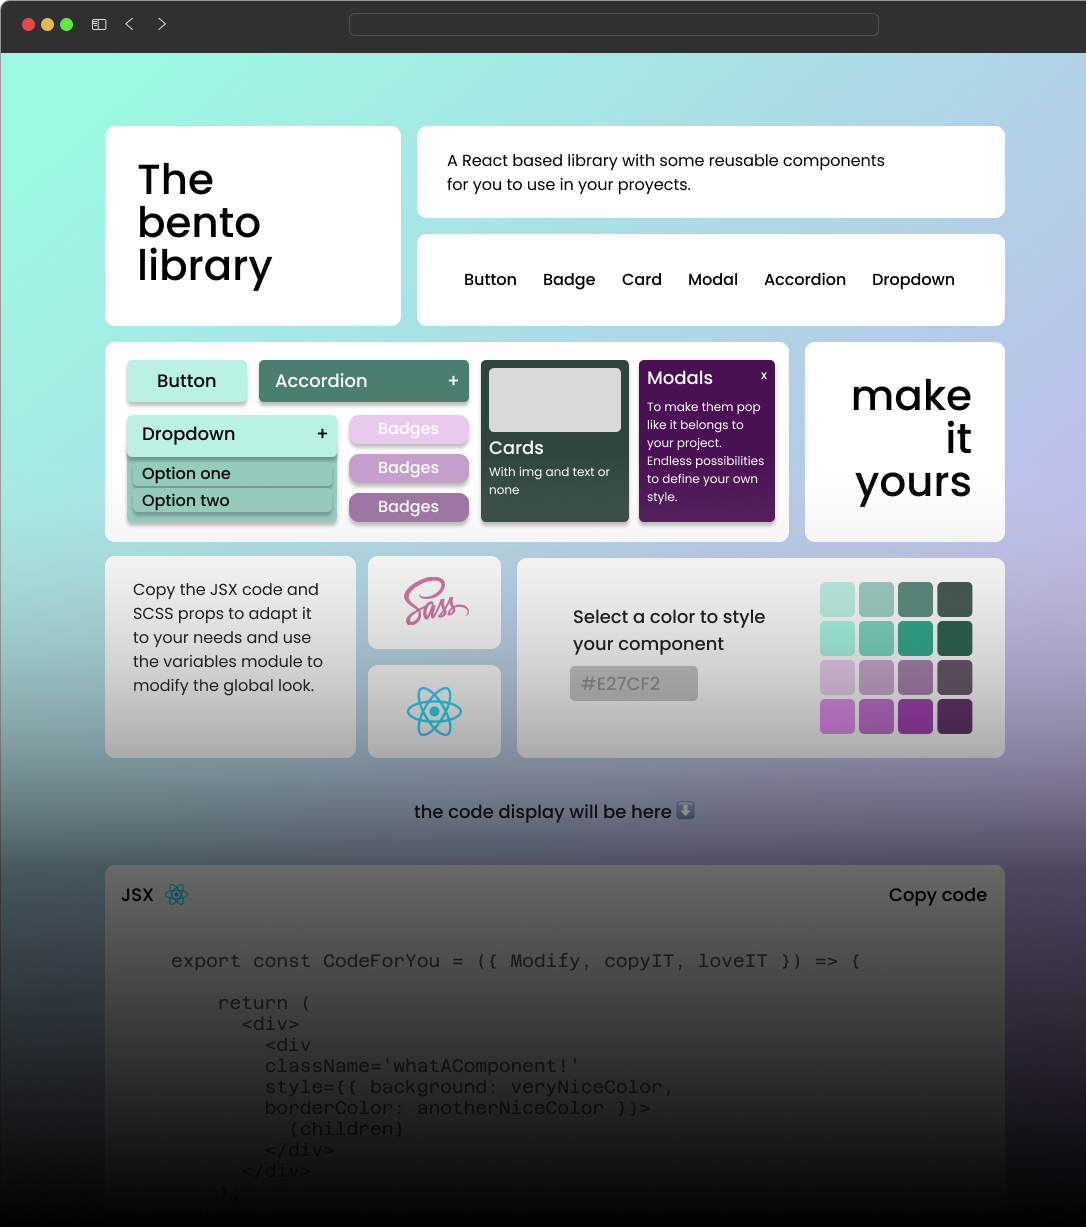 The
bento
library
A React based library with some reusable components
for you to use in your proyects.
Button Badge Card Modal Accordion Dropdown
Button
Accordion +
Dropdown +
Option one
Option two
Badges
Badges
Badges
Cards
With img and text or
none
Modals x
To make them pop
like it belongs to
your project.
Endless possibilities
to define your own
style.
make
it
yours
Copy the JSX code and
SCSS props to adapt it
to your needs and use
the variables module to
modify the global look.
Sass
Select a color to style
your component
#E27CF2
the code display will be here ⬇️
JSX
Copy code
export const CodeForYou = ({ Modify, copyIT, loveIT }) => {
return (
<div>
<div
className='whatAComponent!'
style={{ background: veryNiceColor,
borderColor: anotherNiceColor }}>
{children}
</div>
</div>
);